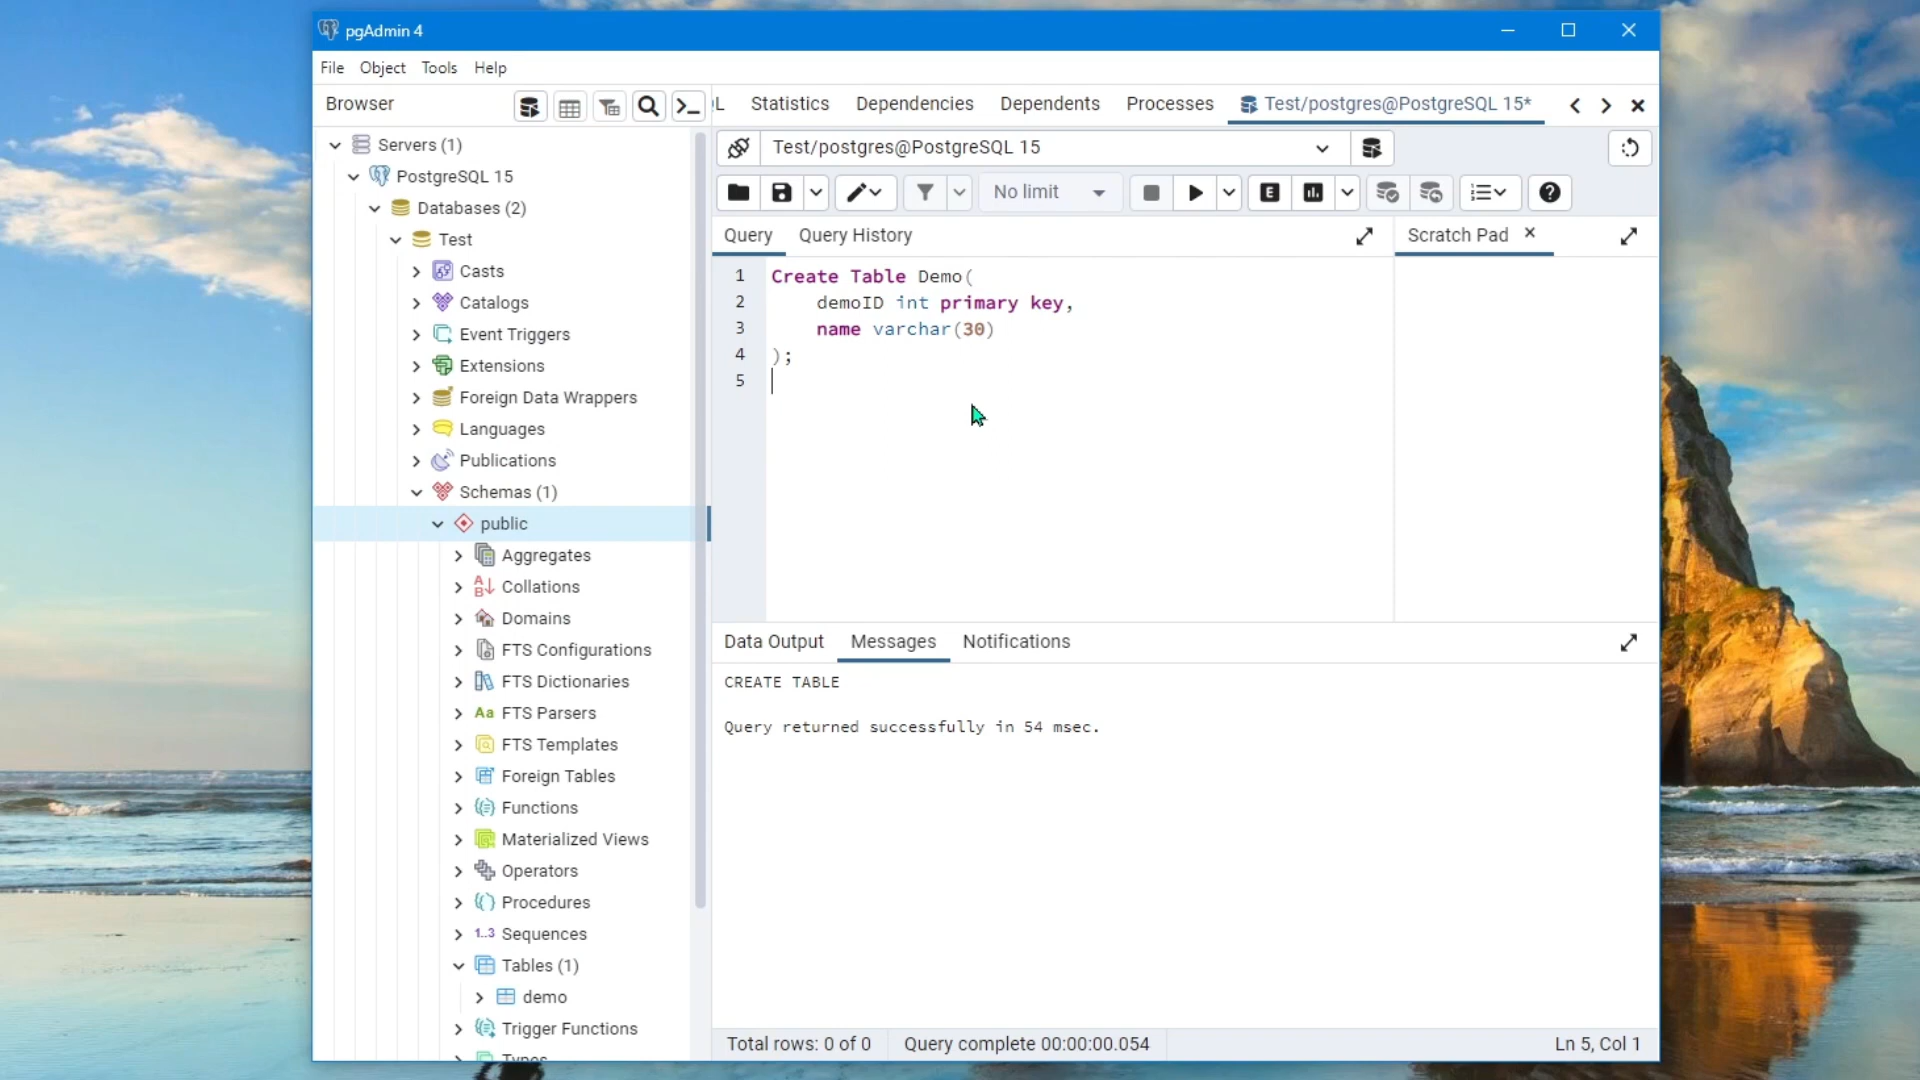 pgAdmin 4
File Object Tools Help
Browser
L Statistics Dependencies Dependents Processes Test/postgres@PostgreSQL 15*
Servers (1)
PostgreSQL 15
Databases (2)
Test
Casts
Catalogs
Event Triggers
Extensions
Foreign Data Wrappers
Languages
Publications
Schemas (1)
public
Aggregates
Collations
Domains
FTS Configurations
FTS Dictionaries
Aa FTS Parsers
FTS Templates
Foreign Tables
Functions
Materialized Views
Operators
Procedures
1..3 Sequences
Tables (1)
demo
Trigger Functions
Types
Test/postgres@PostgreSQL 15
No limit E
Query Query History
Scratch Pad
1 Create Table Demo(
2 demoID int primary key,
3 name varchar(30)
4 );
5
Data Output Messages Notifications
CREATE TABLE
Query returned successfully in 54 msec.
Total rows: 0 of 0 Query complete 00:00:00.054 Ln 5, Col 1